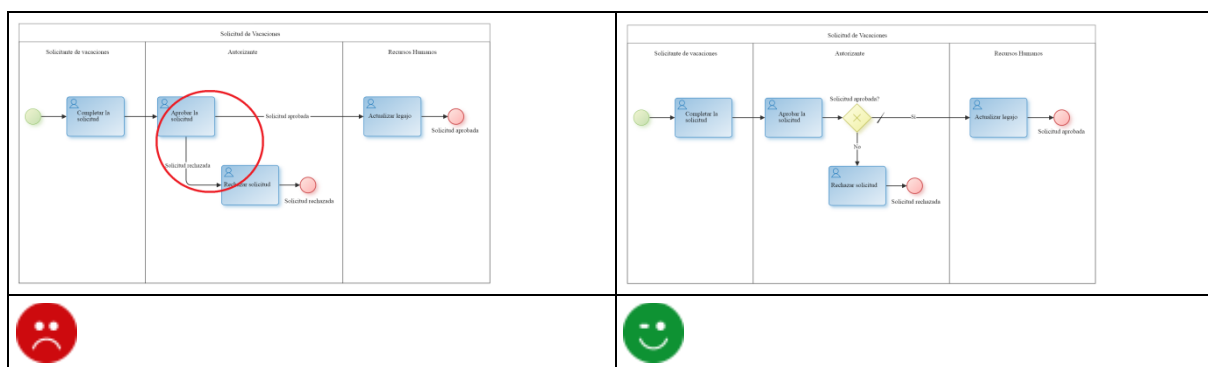 Solicitud de Vacaciones
Solicitante de vacaciones
Autorizante
Recursos Humanos
Completar la
solicitud
Aprobar la
solicitud
Solicitud aprobada
Actualizar legajo
Solicitud aprobada
Solicitud rechazada
Rechazar solicitud
Solicitud rechazada
Solicitud de Vacaciones
Solicitante de vacaciones
Autorizante
Recursos Humanos
Solicitud aprobada?
Completar la
solicitud
Aprobar la
solicitud
Si
Actualizar legajo
Solicitud aprobada
No
Rechazar solicitud
Solicitud rechazada